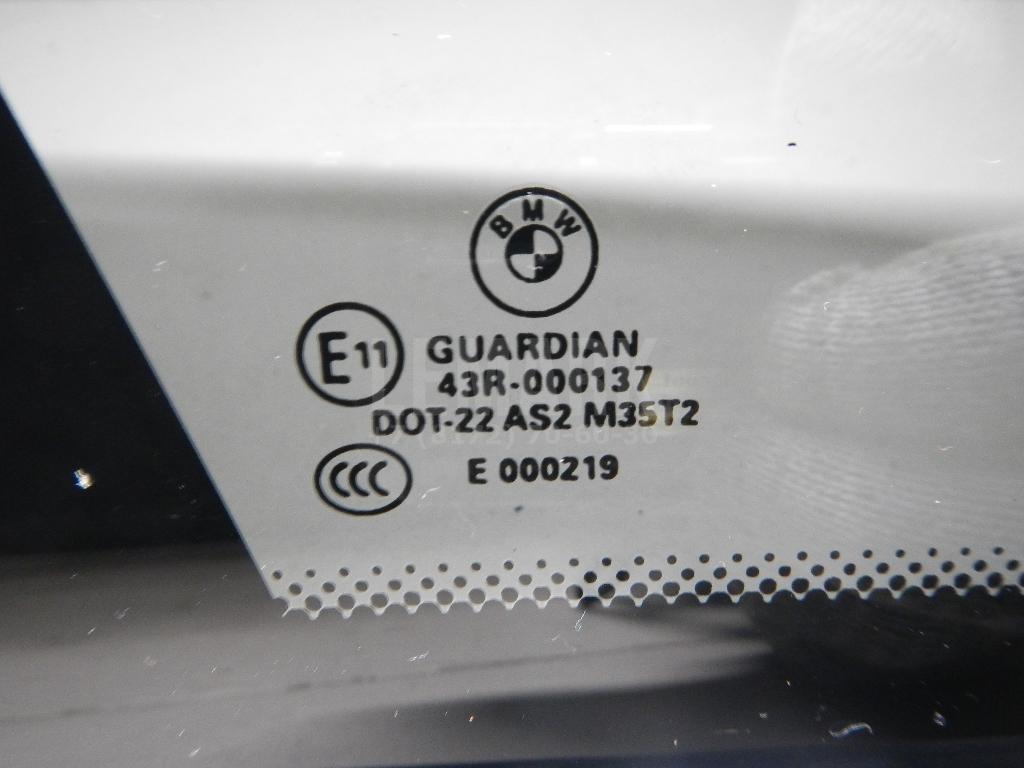 BMW
E11
GUARDIAN
43R-000137
DOT-22 AS2 M35T2
CCC
E 000219